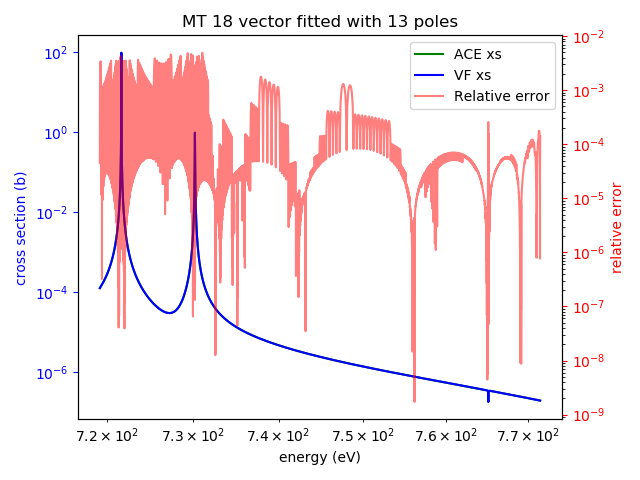 MT 18 vector fitted with 13 poles
ACE xs
VF xs
Relative error
cross section (b)
10²
10⁰
10⁻²
10⁻⁴
10⁻⁶
relative error
10⁻²
10⁻³
10⁻⁴
10⁻⁵
10⁻⁶
10⁻⁷
10⁻⁸
10⁻⁹
7.2 × 10² 7.3 × 10² 7.4 × 10² 7.5 × 10² 7.6 × 10² 7.7 × 10²
energy (eV)